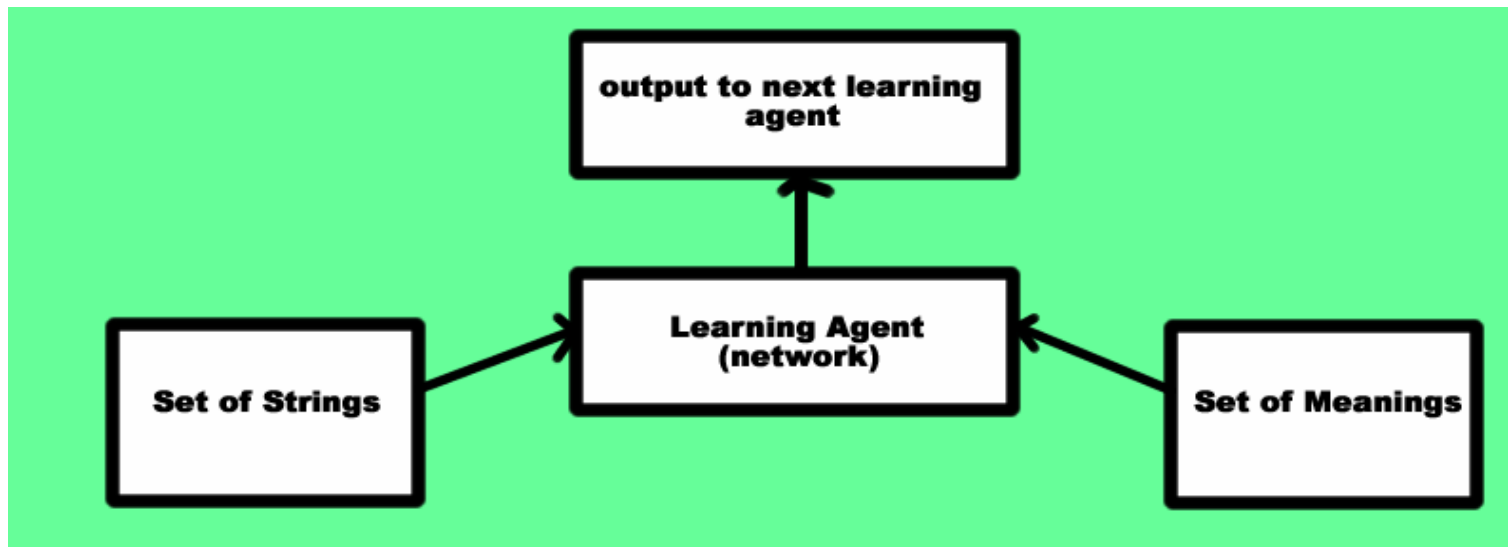 output to next learning
agent
Learning Agent
(network)
Set of Strings
Set of Meanings